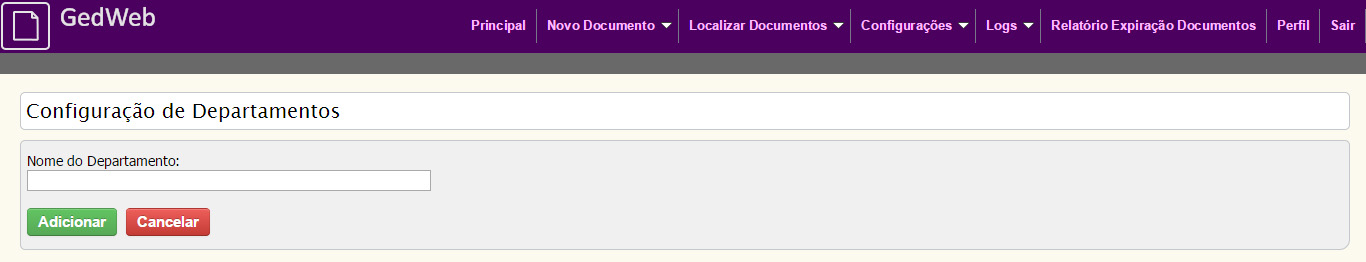 GedWeb
Principal Novo Documento Localizar Documentos Configurações Logs Relatório Expiração Documentos Perfil Sair
Configuração de Departamentos
Nome do Departamento:
Adicionar Cancelar